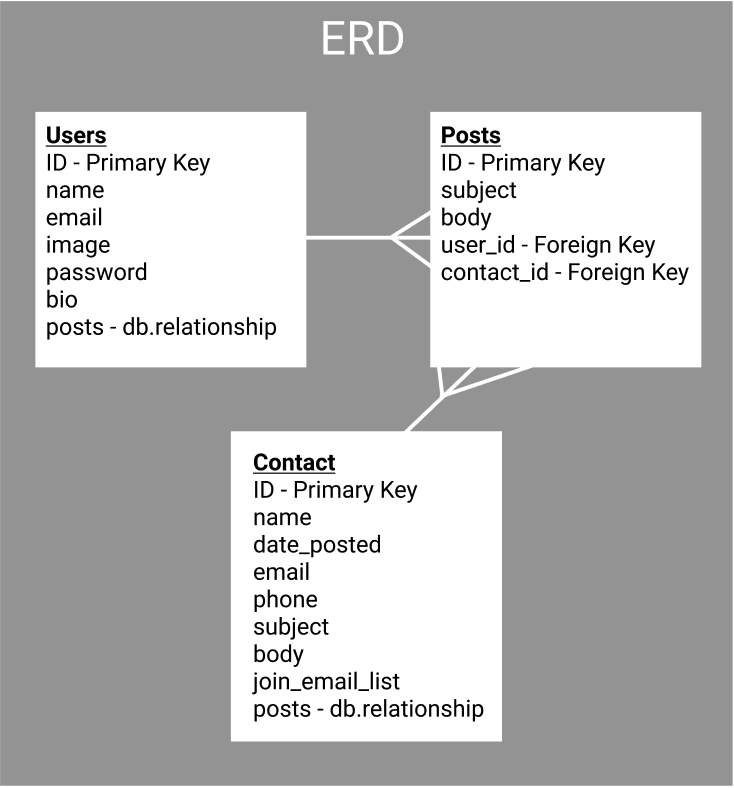 ERD
Users
ID - Primary Key
name
email
image
password
bio
posts - db.relationship
Posts
ID - Primary Key
subject
body
user_id - Foreign Key
contact_id - Foreign Key
Contact
ID - Primary Key
name
date_posted
email
phone
subject
body
join_email_list
posts - db.relationship